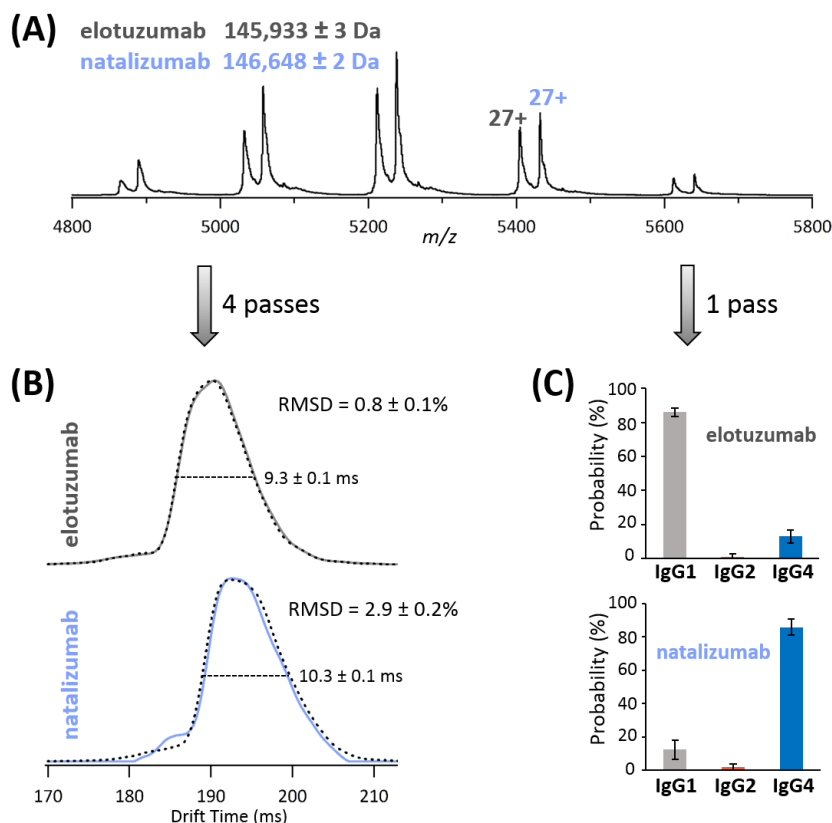 (A)
elotuzumab 145,933 ± 3 Da
natalizumab 146,648 ± 2 Da
27+
27+
4800 5000 5200 5400 5600 5800
m/z
4 passes
1 pass
(B)
RMSD = 0.8 ± 0.1%
elotuzumab
9.3 ± 0.1 ms
RMSD = 2.9 ± 0.2%
natalizumab
10.3 ± 0.1 ms
170 180 190 200 210
Drift Time (ms)
(C)
Probability (%)
100
80
60
40
20
0
elotuzumab
IgG1 IgG2 IgG4
Probability (%)
100
80
60
40
20
0
natalizumab
IgG1 IgG2 IgG4